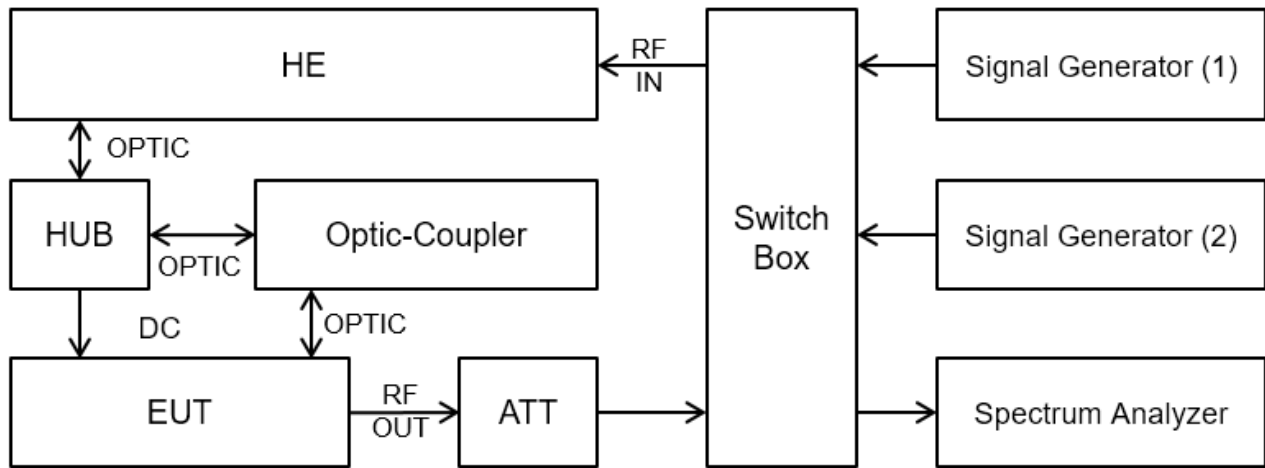 HE
RF
IN
Signal Generator (1)
OPTIC
HUB
OPTIC
Optic-Coupler
Switch
Box
Signal Generator (2)
DC
OPTIC
EUT
RF
OUT
ATT
Spectrum Analyzer